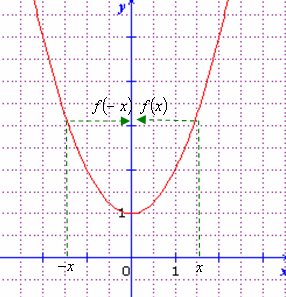 y
f(-x) f(x)
1
-x 0 1 x x